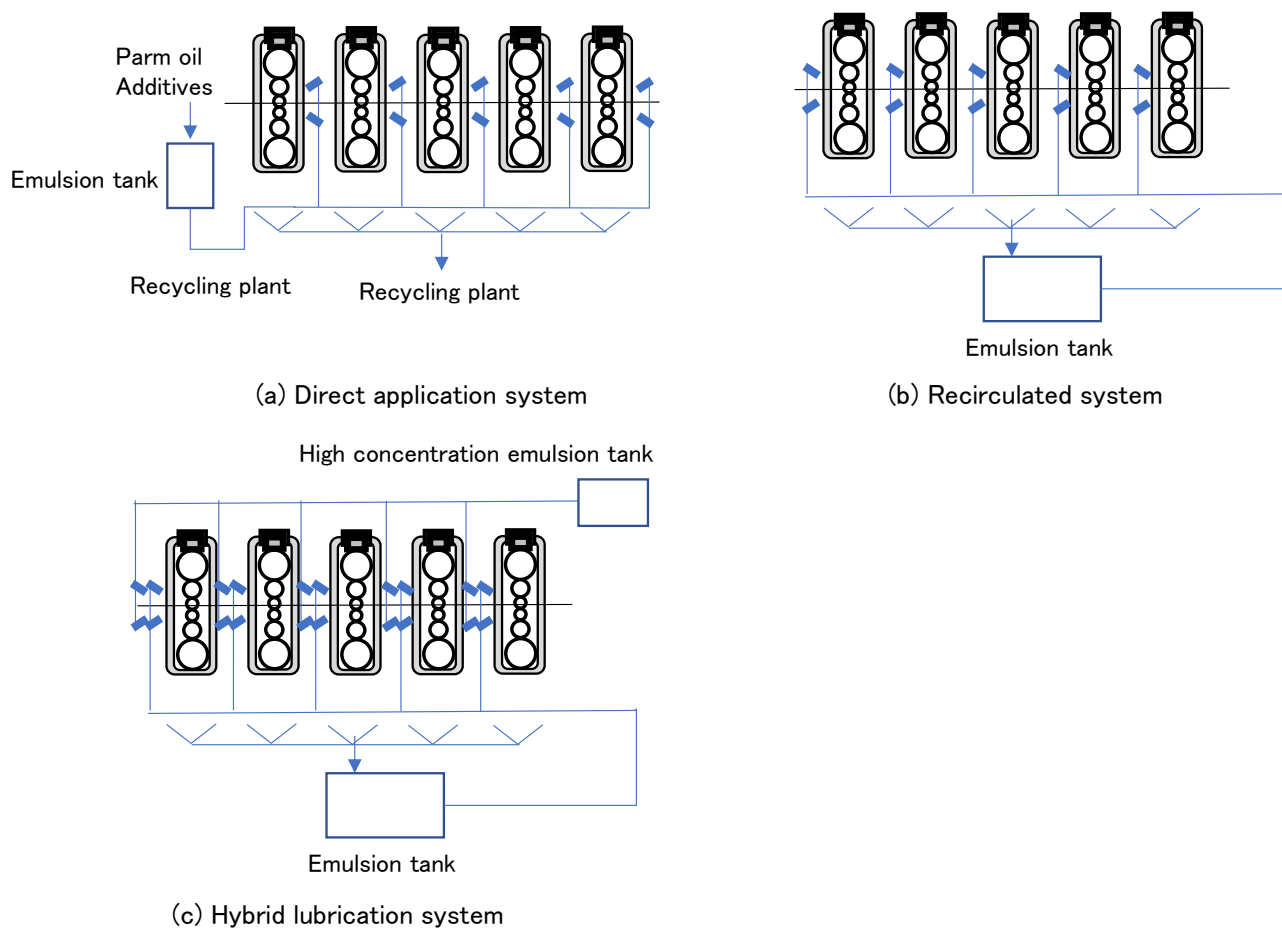 Parm oil
Additives
Emulsion tank
Recycling plant
Recycling plant
(a) Direct application system
Emulsion tank
(b) Recirculated system
High concentration emulsion tank
Emulsion tank
(c) Hybrid lubrication system